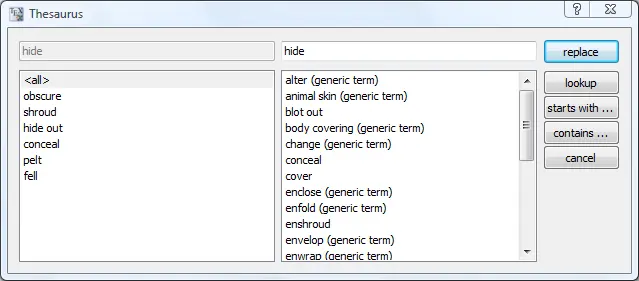 Thesaurus
hide
hide
replace
<all>
obscure
shroud
hide out
conceal
pelt
fell
alter (generic term)
animal skin (generic term)
blot out
body covering (generic term)
change (generic term)
conceal
cover
enclose (generic term)
enfold (generic term)
enshroud
envelop (generic term)
enwrap (generic term)
lookup
starts with ...
contains ...
cancel